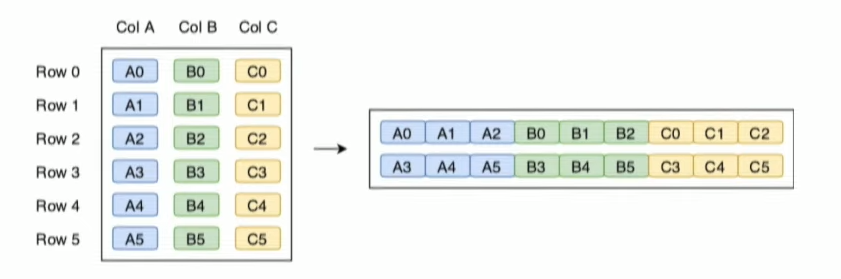 Col A Col B Col C
Row 0 A0 B0 C0
Row 1 A1 B1 C1
Row 2 A2 B2 C2
Row 3 A3 B3 C3
Row 4 A4 B4 C4
Row 5 A5 B5 C5
A0 A1 A2 B0 B1 B2 C0 C1 C2
A3 A4 A5 B3 B4 B5 C3 C4 C5